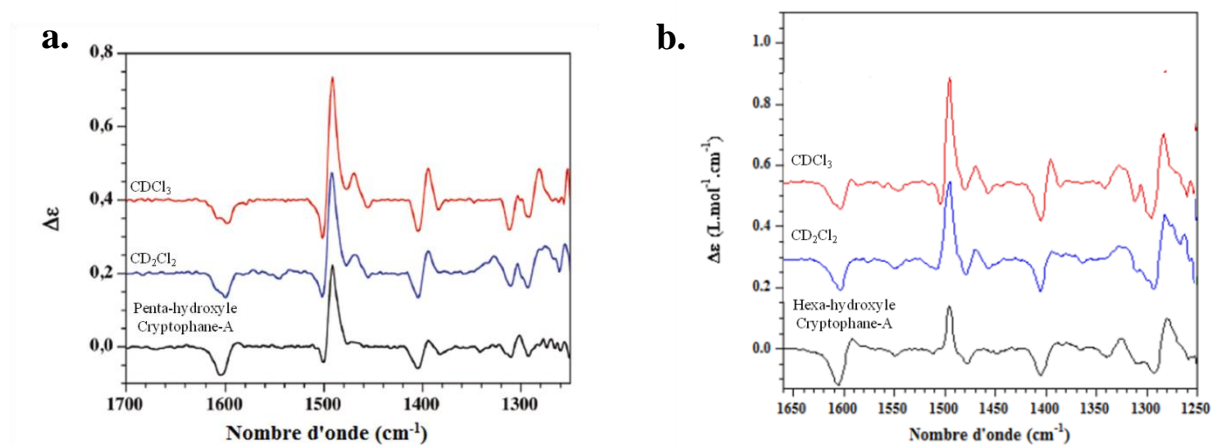 a.
0,8
0,6
0,4
0,2
0,0
Δε
CDCl3
CD2Cl2
Penta-hydroxyle
Cryptophane-A
1700
1600
1500
1400
1300
Nombre d'onde (cm-1)
b.
1.0
0.8
0.6
0.4
0.2
0.0
Δε (L.mol-1.cm-1)
CDCl3
CD2Cl2
Hexa-hydroxyle
Cryptophane-A
1650
1600
1550
1500
1450
1400
1350
1300
1250
Nombre d'onde (cm-1)